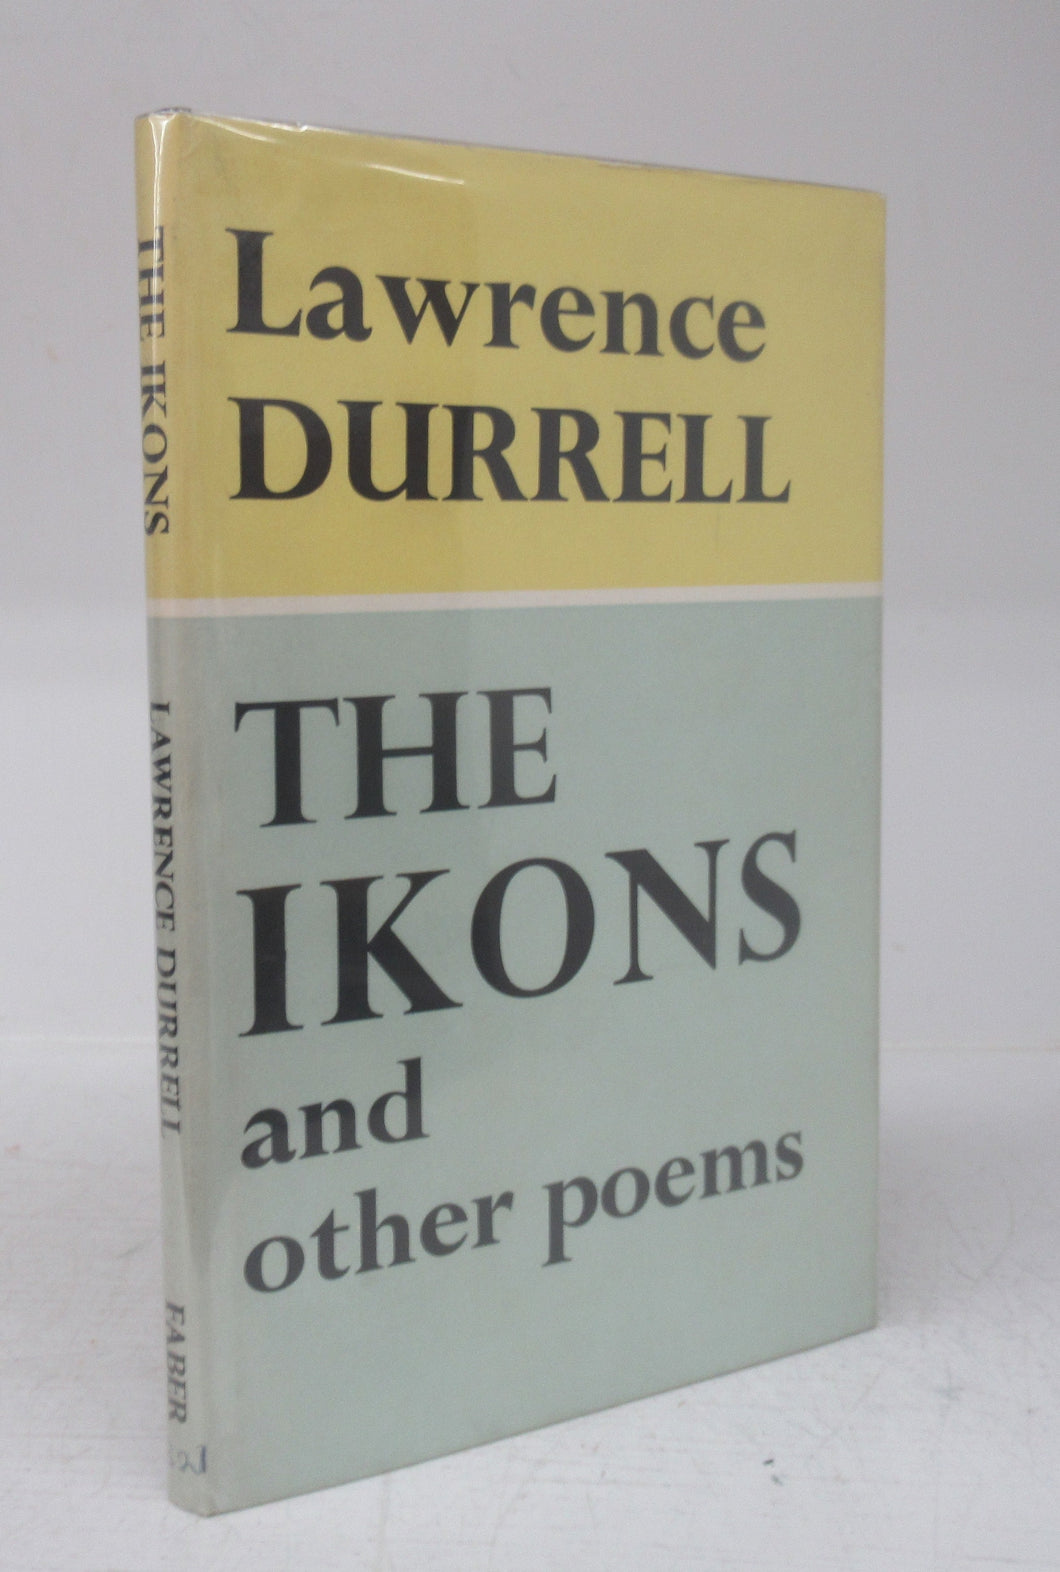 Lawrence
DURRELL
THE
IKONS
and
other poems
THE IKONS
LAWRENCE DURRELL
FABER